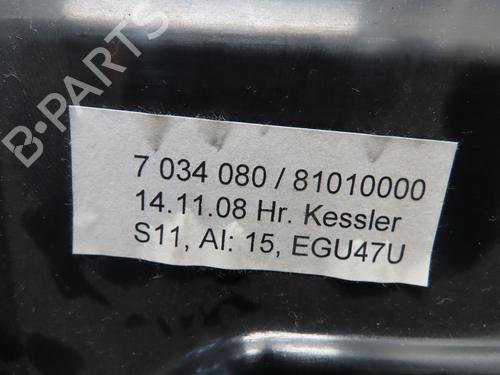 B-PARTS
7 034 080 / 81010000
14.11.08 Hr. Kessler
S11, AI: 15, EGU47U